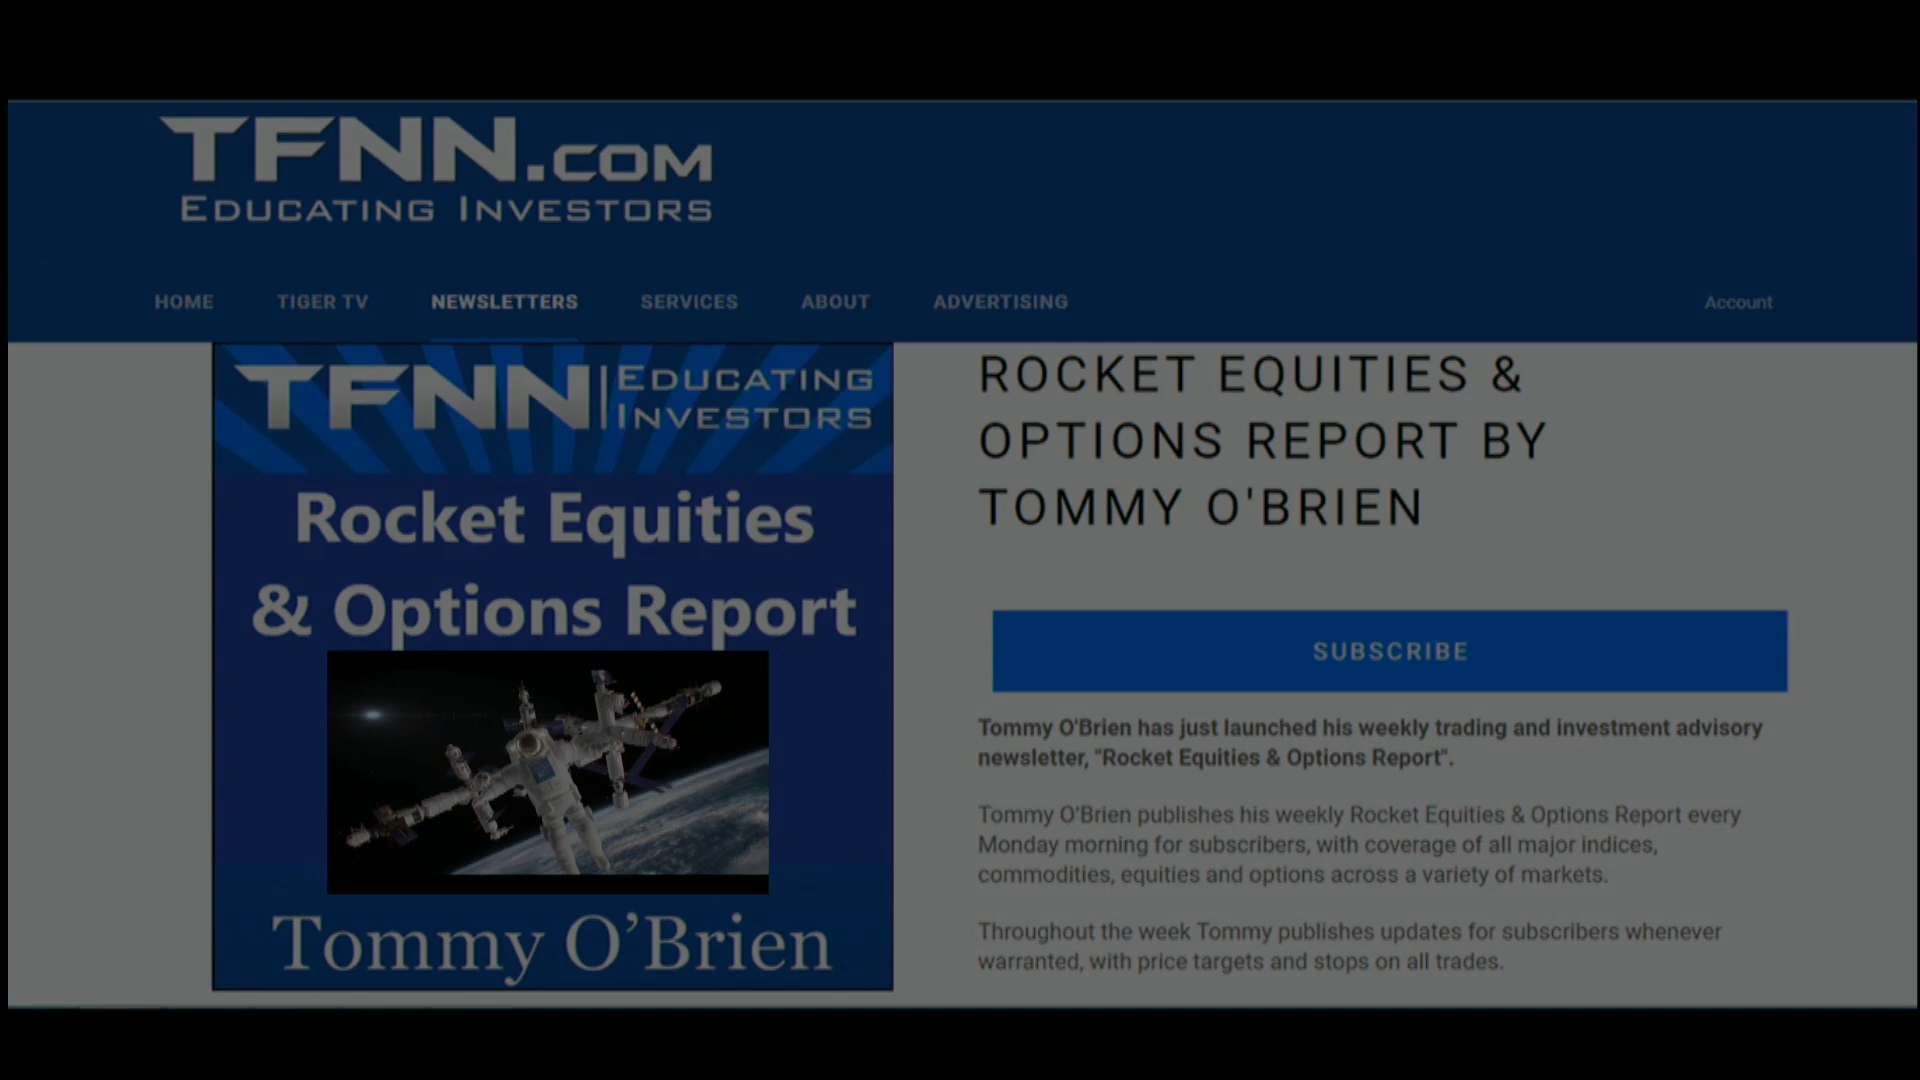 TFNN.COM
EDUCATING INVESTORS
HOME TIGER TV NEWSLETTERS SERVICES ABOUT ADVERTISING Account
TFNN EDUCATING
INVESTORS
Rocket Equities
& Options Report
Tommy O’Brien
ROCKET EQUITIES &
OPTIONS REPORT BY
TOMMY O'BRIEN
SUBSCRIBE
Tommy O'Brien has just launched his weekly trading and investment advisory
newsletter, "Rocket Equities & Options Report".
Tommy O'Brien publishes his weekly Rocket Equities & Options Report every
Monday morning for subscribers, with coverage of all major indices,
commodities, equities and options across a variety of markets.
Throughout the week Tommy publishes updates for subscribers whenever
warranted, with price targets and stops on all trades.